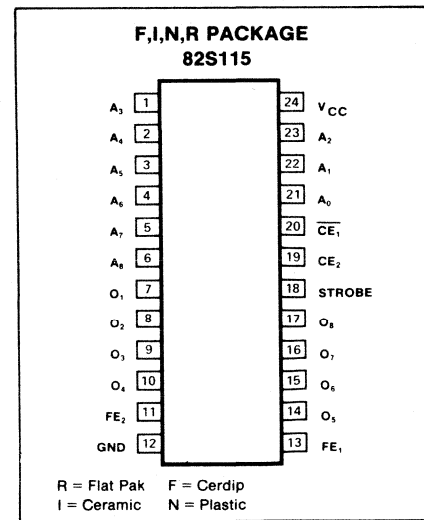 F,I,N,R PACKAGE
82S115
A₃ 1 24 V_CC
A₄ 2 23 A₂
A₅ 3 22 A₁
A₆ 4 21 A₀
A₇ 5 20 C̅E̅₁
A₈ 6 19 CE₂
O₁ 7 18 STROBE
O₂ 8 17 O₈
O₃ 9 16 O₇
O₄ 10 15 O₆
FE₂ 11 14 O₅
GND 12 13 FE₁
R = Flat Pak F = Cerdip
I = Ceramic N = Plastic